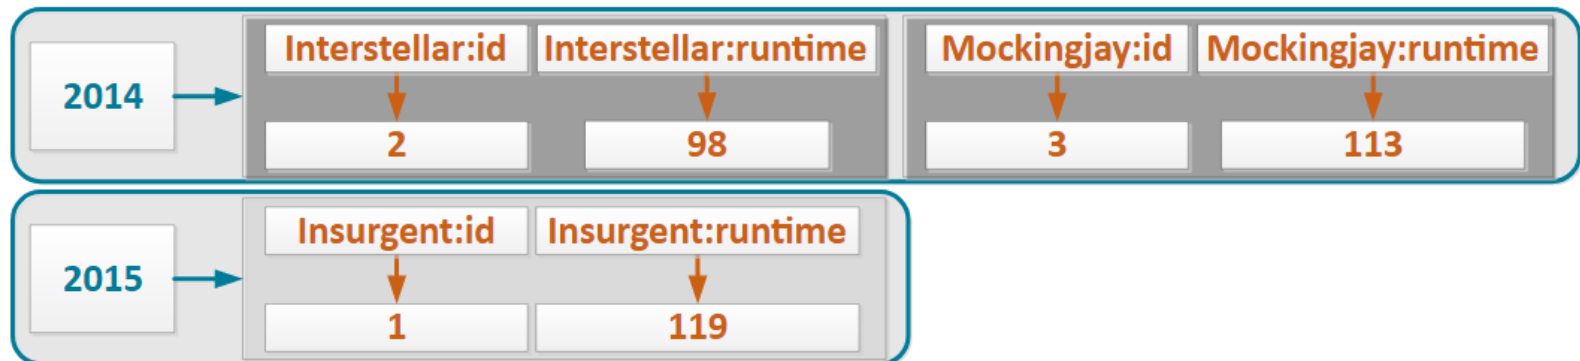 Interstellar:id Interstellar:runtime Mockingjay:id Mockingjay:runtime
2014
2 98 3 113
Insurgent:id Insurgent:runtime
2015
1 119